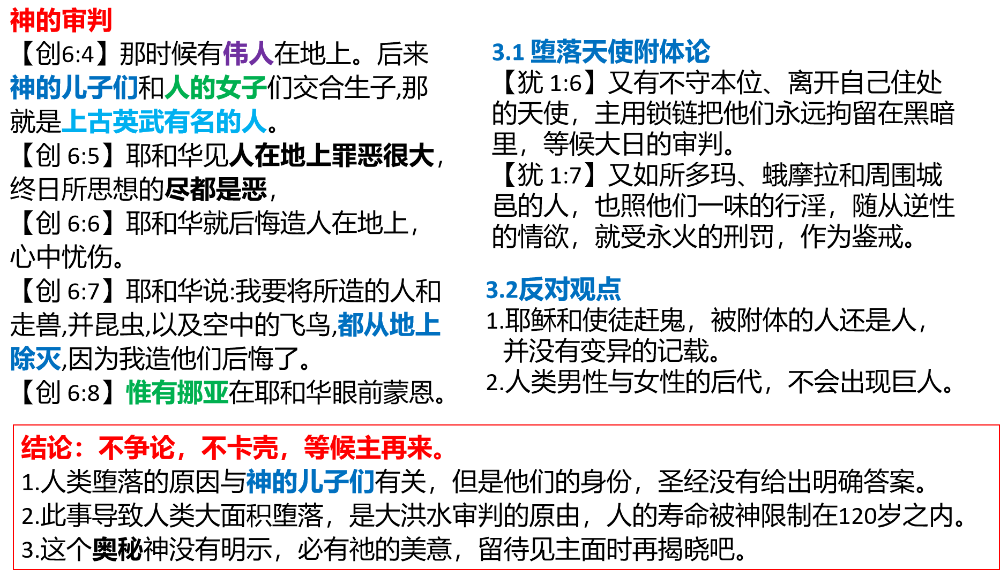 神的审判
【创6:4】那时候有伟人在地上。后来
神的儿子们和人的女子们交合生子,那
就是上古英武有名的人。
【创 6:5】耶和华见人在地上罪恶很大，
终日所思想的尽都是恶，
【创 6:6】耶和华就后悔造人在地上，
心中忧伤。
【创 6:7】耶和华说:我要将所造的人和
走兽,并昆虫,以及空中的飞鸟,都从地上
除灭,因为我造他们后悔了。
【创 6:8】惟有挪亚在耶和华眼前蒙恩。
3.1 堕落天使附体论
【犹 1:6】又有不守本位、离开自己住处
的天使，主用锁链把他们永远拘留在黑暗
里，等候大日的审判。
【犹 1:7】又如所多玛、蛾摩拉和周围城
邑的人，也照他们一味的行淫，随从逆性
的情欲，就受永火的刑罚，作为鉴戒。
3.2反对观点
1.耶稣和使徒赶鬼，被附体的人还是人，
并没有变异的记载。
2.人类男性与女性的后代，不会出现巨人。
结论：不争论，不卡壳，等候主再来。
1.人类堕落的原因与神的儿子们有关，但是他们的身份，圣经没有给出明确答案。
2.此事导致人类大面积堕落，是大洪水审判的原由，人的寿命被神限制在120岁之内。
3.这个奥秘神没有明示，必有祂的美意，留待见主面时再揭晓吧。